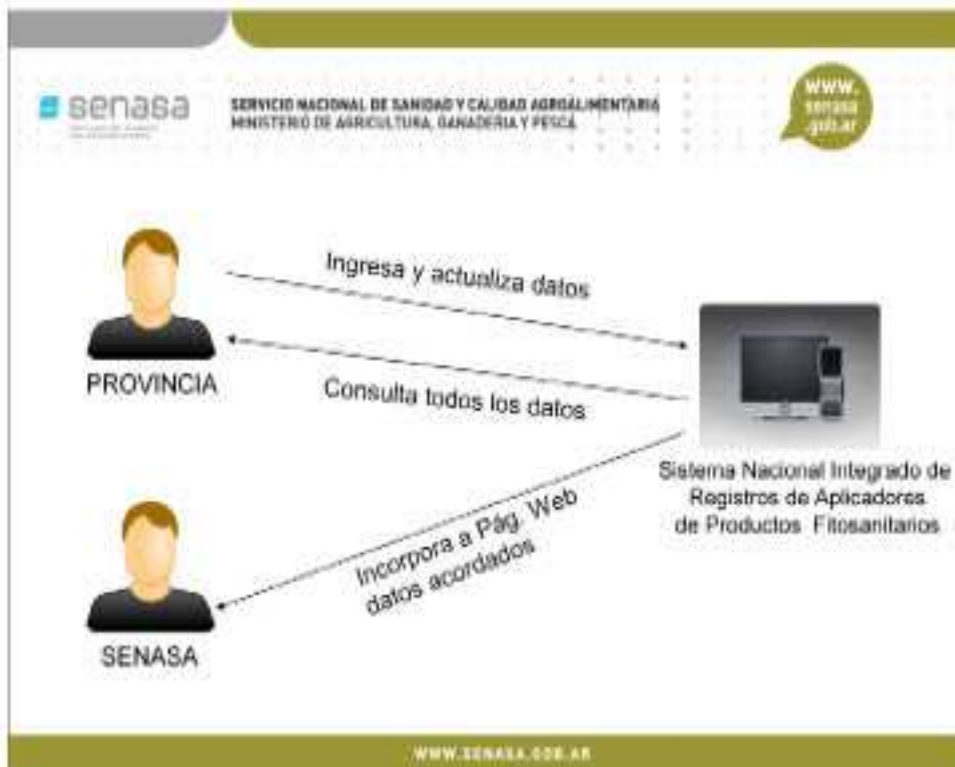 senasa
SERVICIO NACIONAL DE SANIDAD Y CALIDAD AGROALIMENTARIA
MINISTERIO DE AGRICULTURA, GANADERIA Y PESCA
www.
senasa
.gob.ar
Ingresa y actualiza datos
PROVINCIA
Consulta todos los datos
Sistema Nacional Integrado de
Registros de Aplicadores
de Productos Fitosanitarios
Incorpora a Pág. Web
datos acordados
SENASA
WWW.SENASA.GOB.AR